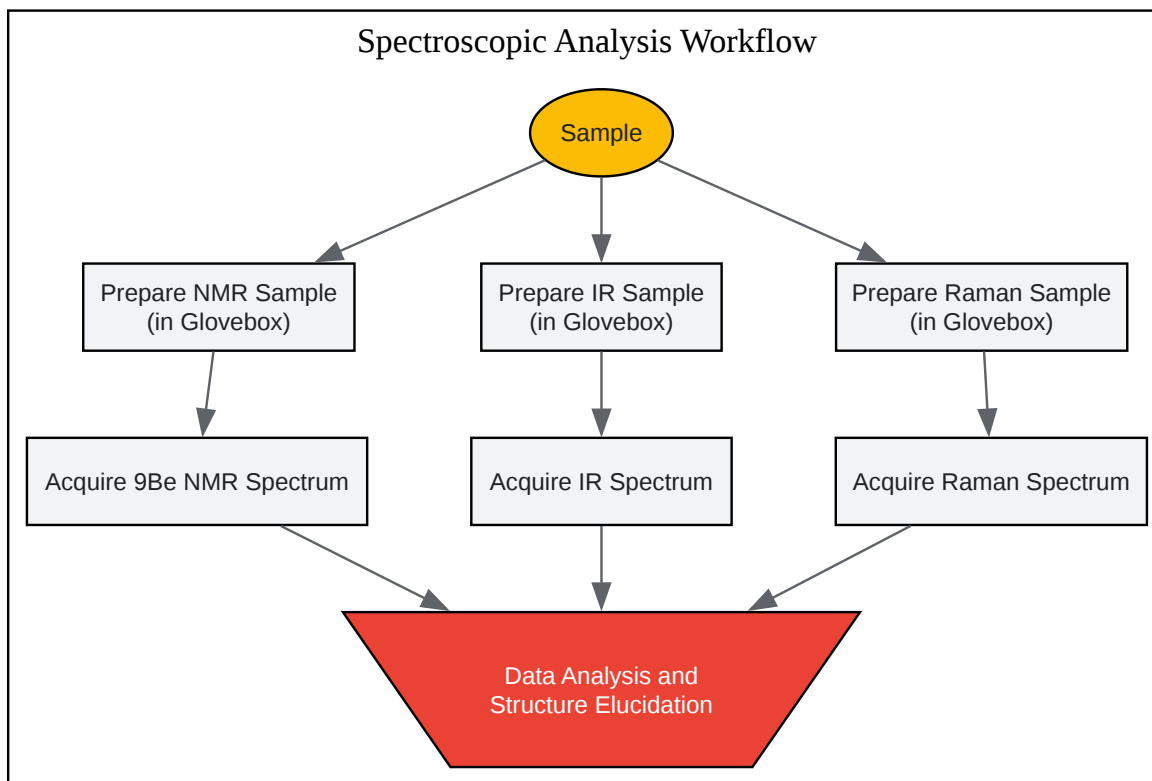 Spectroscopic Analysis Workflow
Sample
Prepare NMR Sample
(in Glovebox)
Prepare IR Sample
(in Glovebox)
Prepare Raman Sample
(in Glovebox)
Acquire 9Be NMR Spectrum
Acquire IR Spectrum
Acquire Raman Spectrum
Data Analysis and
Structure Elucidation